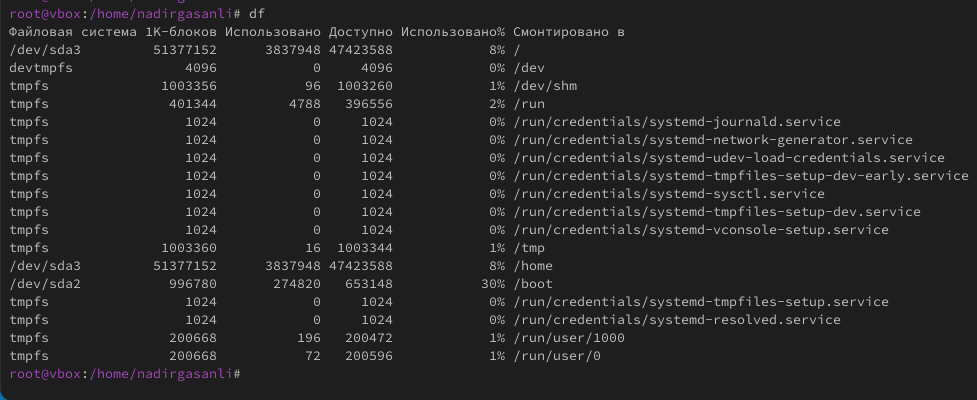 root@vbox:/home/nadirgasanli# df
Файловая система 1K-блоков Использовано Доступно Использовано% Cмонтировано в
/dev/sda3 51377152 3837948 47423588 8% /
devtmpfs 4096 0 4096 0% /dev
tmpfs 1003356 96 1003260 1% /dev/shm
tmpfs 401344 4788 396556 2% /run
tmpfs 1024 0 1024 0% /run/credentials/systemd-journald.service
tmpfs 1024 0 1024 0% /run/credentials/systemd-network-generator.service
tmpfs 1024 0 1024 0% /run/credentials/systemd-udev-load-credentials.service
tmpfs 1024 0 1024 0% /run/credentials/systemd-tmpfiles-setup-dev-early.service
tmpfs 1024 0 1024 0% /run/credentials/systemd-sysctl.service
tmpfs 1024 0 1024 0% /run/credentials/systemd-tmpfiles-setup-dev.service
tmpfs 1024 0 1024 0% /run/credentials/systemd-vconsole-setup.service
tmpfs 1003360 16 1003344 1% /tmp
/dev/sda3 51377152 3837948 47423588 8% /home
/dev/sda2 996780 274820 653148 30% /boot
tmpfs 1024 0 1024 0% /run/credentials/systemd-tmpfiles-setup.service
tmpfs 1024 0 1024 0% /run/credentials/systemd-resolved.service
tmpfs 200668 196 200472 1% /run/user/1000
tmpfs 200668 72 200596 1% /run/user/0
root@vbox:/home/nadirgasanli#